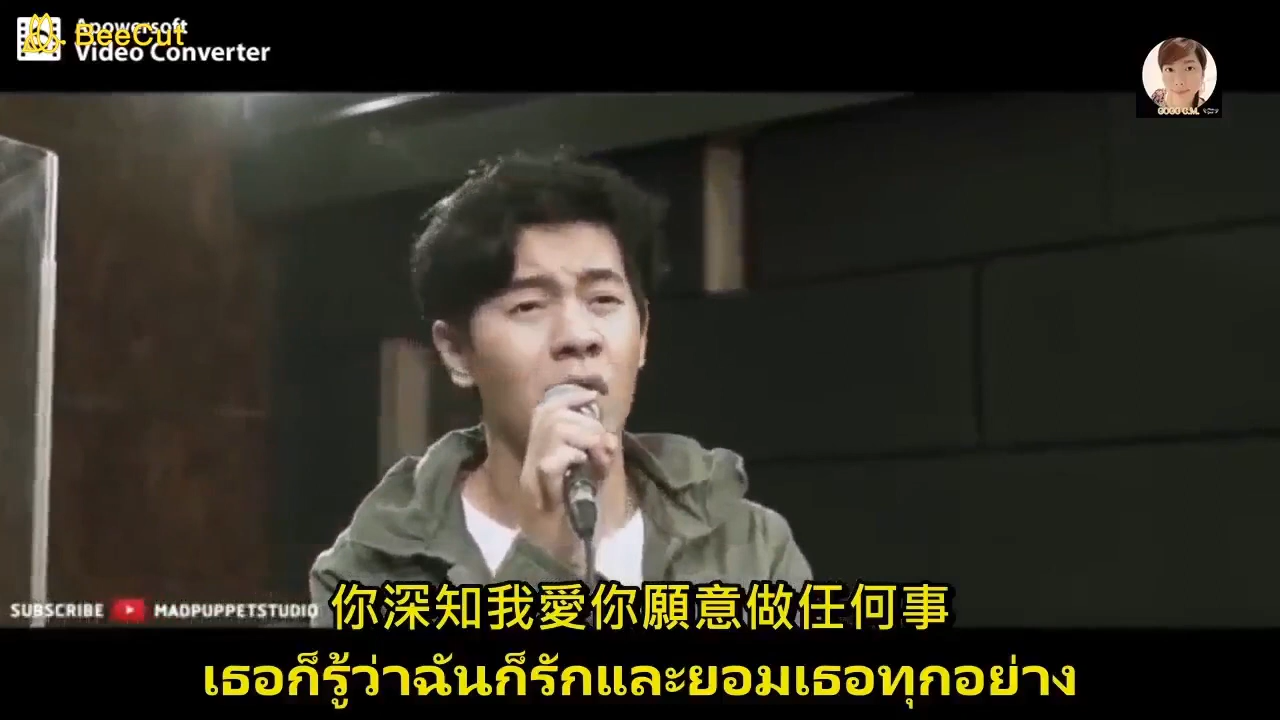 Apowersoft
BeeCut
Video Converter
GOGO C.M.
SUBSCRIBE MADPUPPETSTUDIO
你深知我愛你願意做任何事
เธอก็รู้ว่าฉันก็รักและยอมเธอทุกอย่าง